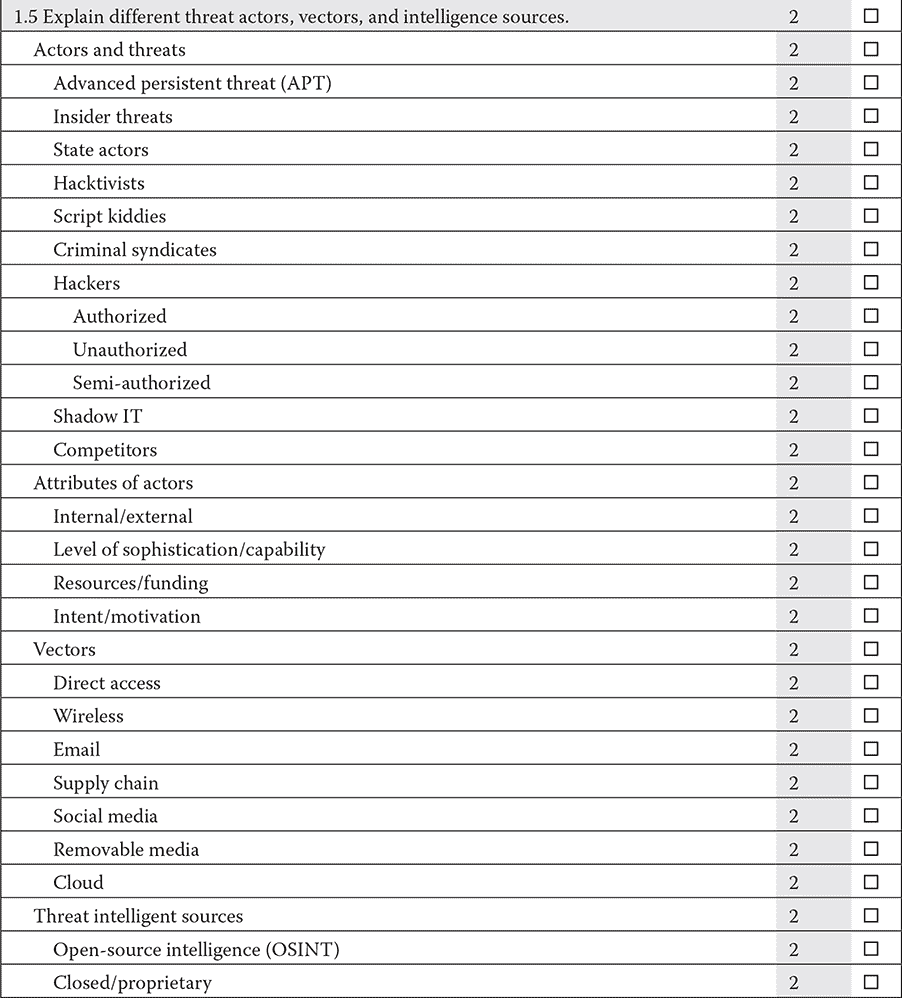 1.5 Explain different threat actors, vectors, and intelligence sources. 2 ☐
Actors and threats 2 ☐
Advanced persistent threat (APT) 2 ☐
Insider threats 2 ☐
State actors 2 ☐
Hacktivists 2 ☐
Script kiddies 2 ☐
Criminal syndicates 2 ☐
Hackers 2 ☐
Authorized 2 ☐
Unauthorized 2 ☐
Semi-authorized 2 ☐
Shadow IT 2 ☐
Competitors 2 ☐
Attributes of actors 2 ☐
Internal/external 2 ☐
Level of sophistication/capability 2 ☐
Resources/funding 2 ☐
Intent/motivation 2 ☐
Vectors 2 ☐
Direct access 2 ☐
Wireless 2 ☐
Email 2 ☐
Supply chain 2 ☐
Social media 2 ☐
Removable media 2 ☐
Cloud 2 ☐
Threat intelligent sources 2 ☐
Open-source intelligence (OSINT) 2 ☐
Closed/proprietary 2 ☐